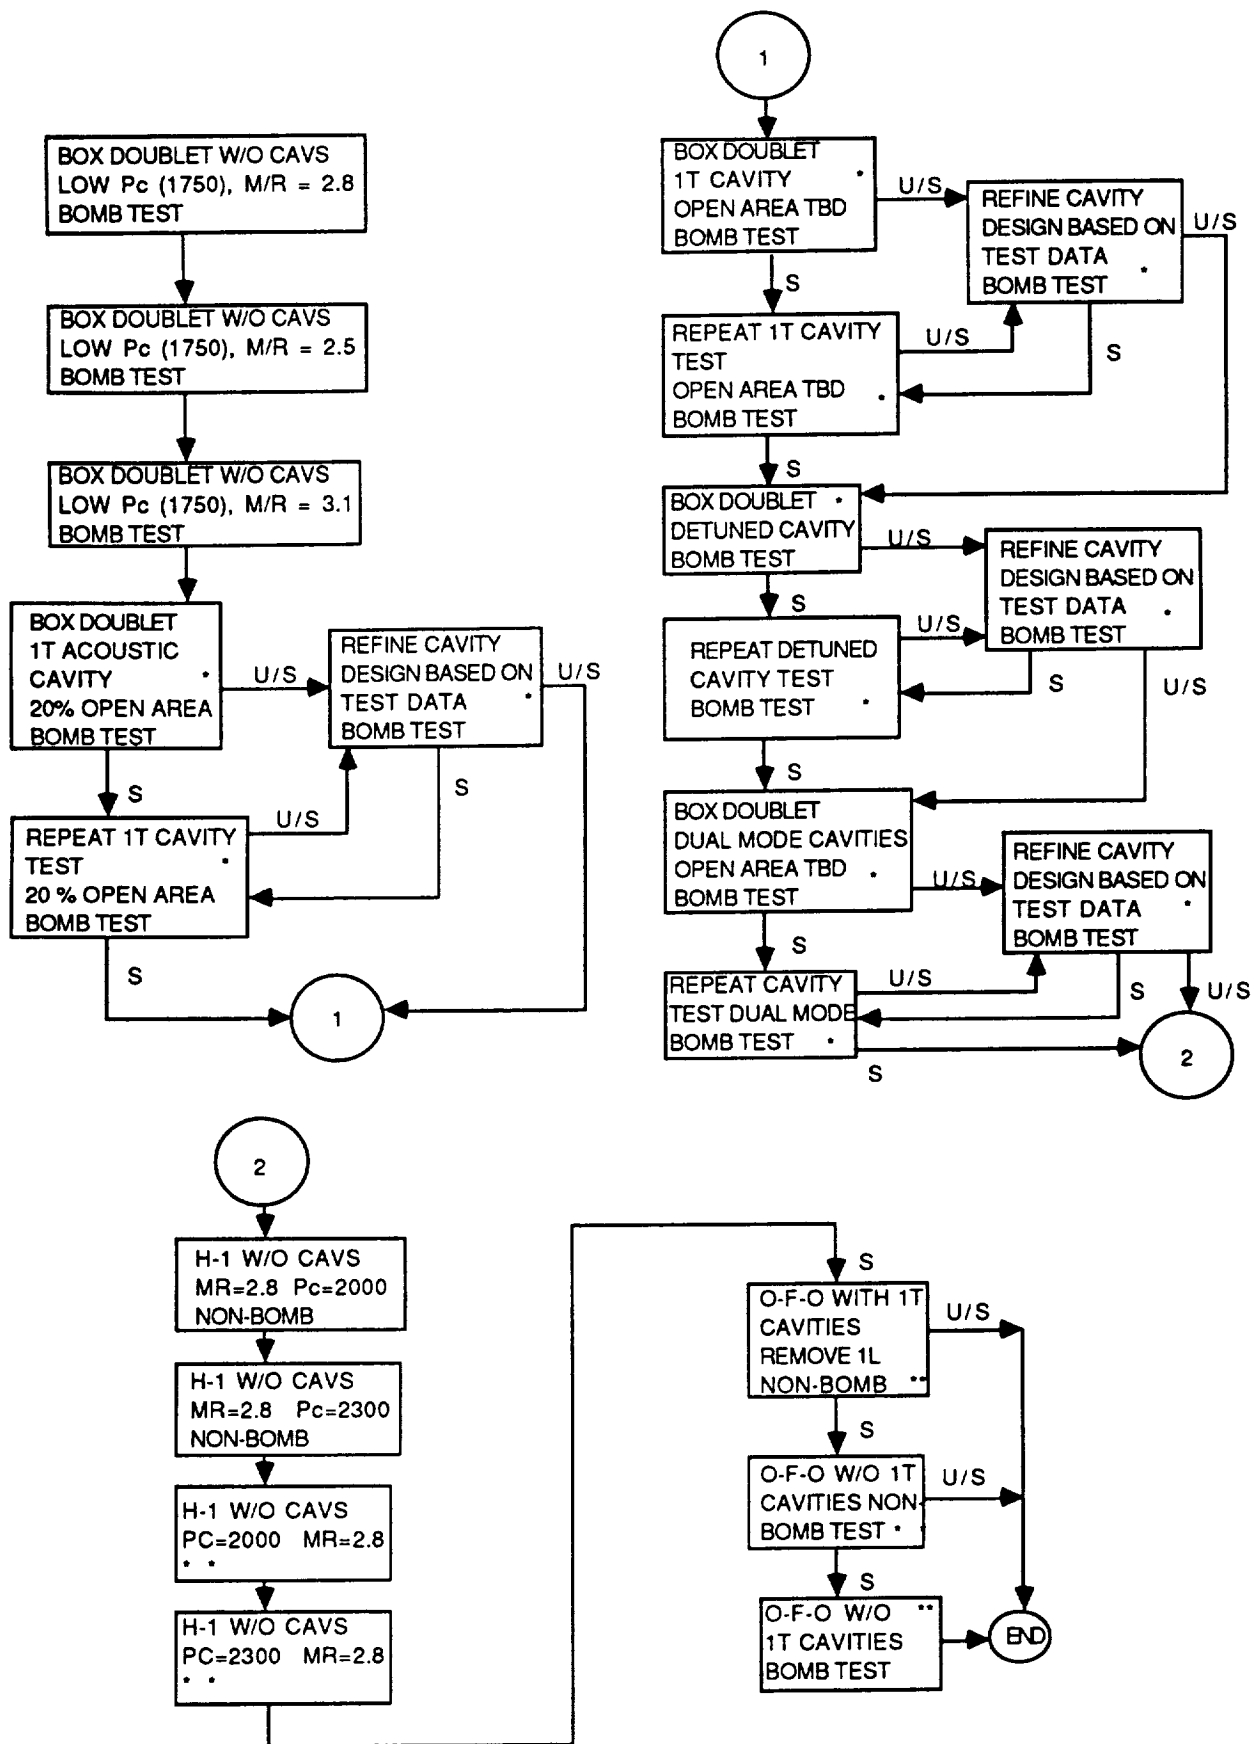 BOX DOUBLET W/O CAVS
LOW Pc (1750), M/R = 2.8
BOMB TEST
BOX DOUBLET W/O CAVS
LOW Pc (1750), M/R = 2.5
BOMB TEST
BOX DOUBLET W/O CAVS
LOW Pc (1750), M/R = 3.1
BOMB TEST
BOX DOUBLET
1T ACOUSTIC
CAVITY *
20% OPEN AREA
BOMB TEST
U/S
REFINE CAVITY
DESIGN BASED ON
TEST DATA *
BOMB TEST
U/S
S
S
REPEAT 1T CAVITY
TEST *
20 % OPEN AREA
BOMB TEST
U/S
S
1
1
BOX DOUBLET
1T CAVITY *
OPEN AREA TBD
BOMB TEST
U/S
REFINE CAVITY
DESIGN BASED ON
TEST DATA
BOMB TEST *
U/S
S
S
REPEAT 1T CAVITY
TEST
OPEN AREA TBD *
BOMB TEST
U/S
S
BOX DOUBLET *
DETUNED CAVITY
BOMB TEST
U/S
REFINE CAVITY
DESIGN BASED ON
TEST DATA *
BOMB TEST
S
U/S
S
REPEAT DETUNED
CAVITY TEST
BOMB TEST *
U/S
S
BOX DOUBLET
DUAL MODE CAVITIES
OPEN AREA TBD *
BOMB TEST
U/S
REFINE CAVITY
DESIGN BASED ON
TEST DATA *
BOMB TEST
S
U/S
S
REPEAT CAVITY
TEST DUAL MODE
BOMB TEST *
U/S
S
2
2
H-1 W/O CAVS
MR=2.8 Pc=2000
NON-BOMB
H-1 W/O CAVS
MR=2.8 Pc=2300
NON-BOMB
H-1 W/O CAVS
PC=2000 MR=2.8
* *
H-1 W/O CAVS
PC=2300 MR=2.8
* *
S
O-F-O WITH 1T
CAVITIES
REMOVE 1L
NON-BOMB **
U/S
S
O-F-O W/O 1T
CAVITIES NON-
BOMB TEST * *
U/S
S
O-F-O W/O **
1T CAVITIES
BOMB TEST
END